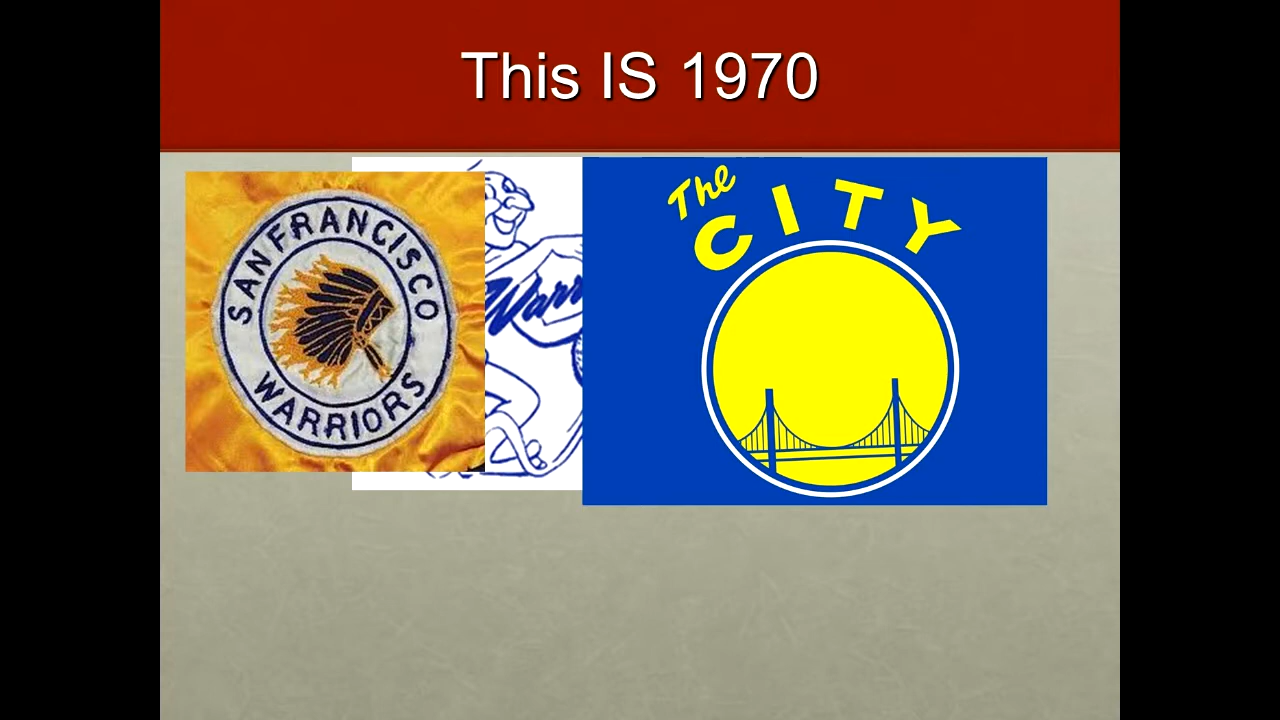 This IS 1970
SAN FRANCISCO
WARRIORS
The
CITY